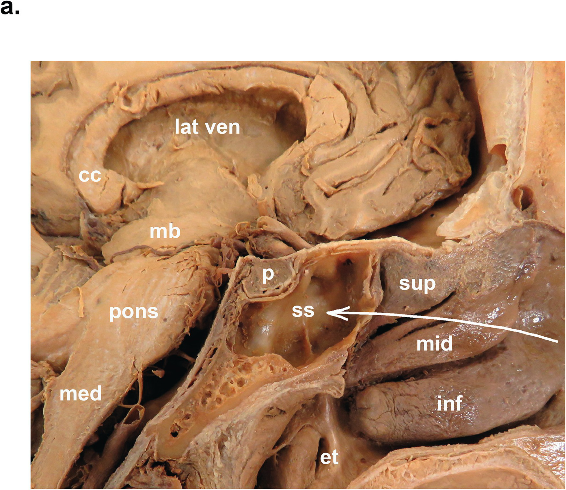 a.
lat ven
cc
mb
p
sup
pons
ss
mid
med
inf
et